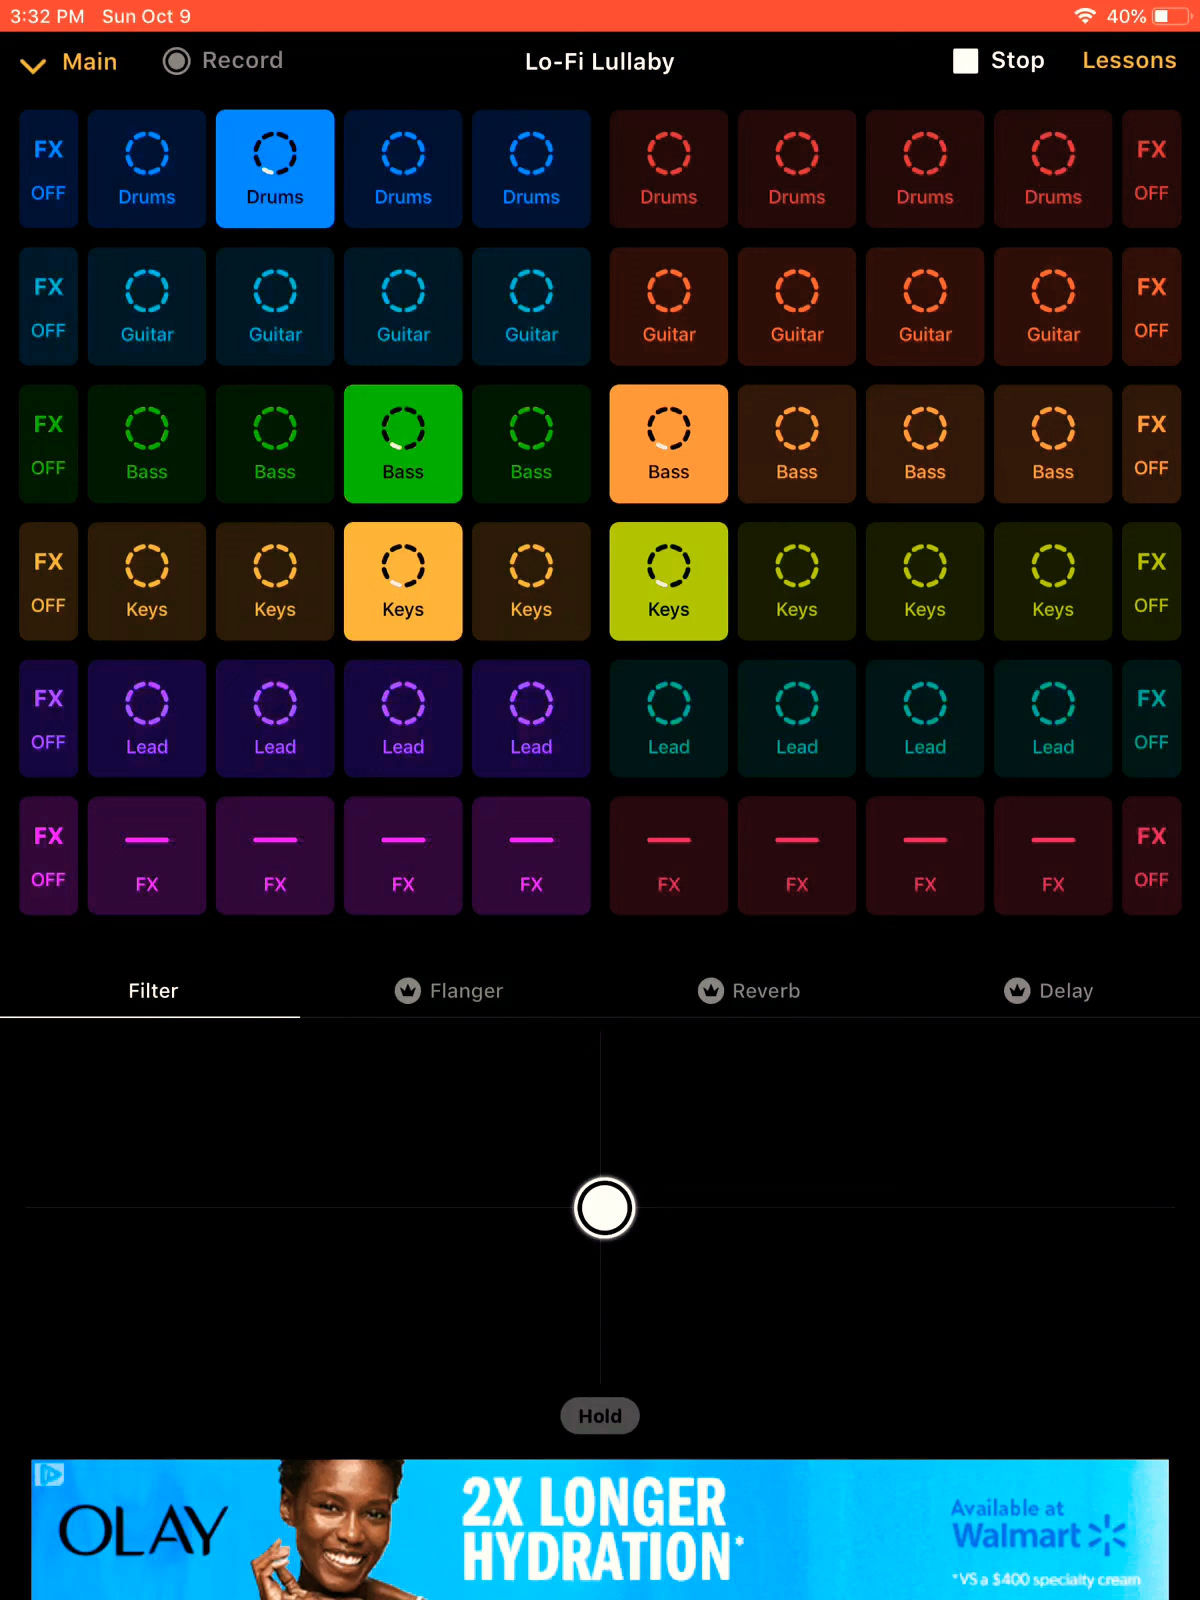 3:32 PM Sun Oct 9 40%
Main Record Lo-Fi Lullaby Stop Lessons
FX Drums Drums Drums Drums Drums Drums Drums Drums FX
OFF OFF
FX Guitar Guitar Guitar Guitar Guitar Guitar Guitar Guitar FX
OFF OFF
FX Bass Bass Bass Bass Bass Bass Bass Bass FX
OFF OFF
FX Keys Keys Keys Keys Keys Keys Keys Keys FX
OFF OFF
FX Lead Lead Lead Lead Lead Lead Lead Lead FX
OFF OFF
FX FX FX FX FX FX FX FX FX FX
OFF OFF
Filter Flanger Reverb Delay
Hold
OLAY
2X LONGER
HYDRATION*
Available at
Walmart
*VS a $400 specialty cream